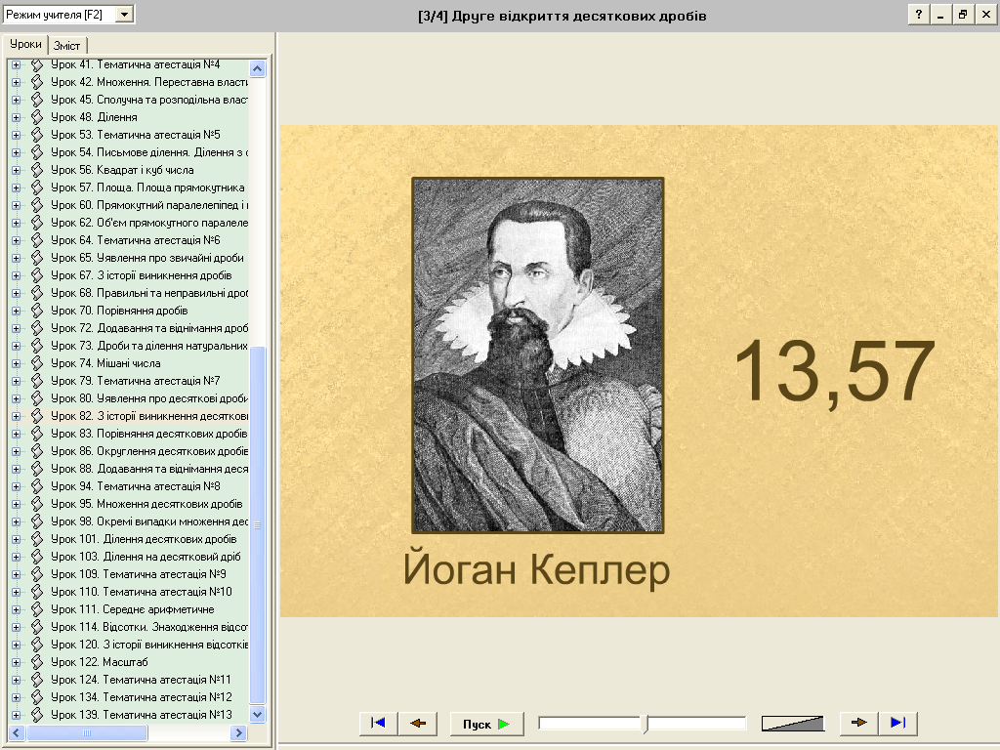 Режим учителя [F2]
[3/4] Друге відкриття десяткових дробів
Уроки
Зміст
Урок 41. Тематична атестація №4
Урок 42. Множення. Переставна власти
Урок 45. Сполучна та розподільна влас
Урок 48. Ділення
Урок 53. Тематична атестація №5
Урок 54. Письмове ділення. Ділення з
Урок 56. Квадрат і куб числа
Урок 57. Площа. Площа прямокутника
Урок 60. Прямокутний паралелепіпед і
Урок 62. Об'єм прямокутного паралеле
Урок 64. Тематична атестація №6
Урок 65. Уявлення про звичайні дроби
Урок 67. З історії виникнення дробів
Урок 68. Правильні та неправильні дроб
Урок 70. Порівняння дробів
Урок 72. Додавання та віднімання дроб
Урок 73. Дроби та ділення натуральних
Урок 74. Мішані числа
Урок 79. Тематична атестація №7
Урок 80. Уявлення про десяткові дроби
Урок 82. З історії виникнення десяткові
Урок 83. Порівняння десяткових дробів
Урок 86. Округлення десяткових дробів
Урок 88. Додавання та віднімання деся
Урок 94. Тематична атестація №8
Урок 95. Множення десяткових дробів
Урок 98. Окремі випадки множення дес
Урок 101. Ділення десяткових дробів
Урок 103. Ділення на десятковий дріб
Урок 109. Тематична атестація №9
Урок 110. Тематична атестація №10
Урок 111. Середнє арифметичне
Урок 114. Відсотки. Знаходження відсо
Урок 120. З історії виникнення відсотків
Урок 122. Масштаб
Урок 124. Тематична атестація №11
Урок 134. Тематична атестація №12
Урок 139. Тематична атестація №13
13,57
Йоган Кеплер
Пуск